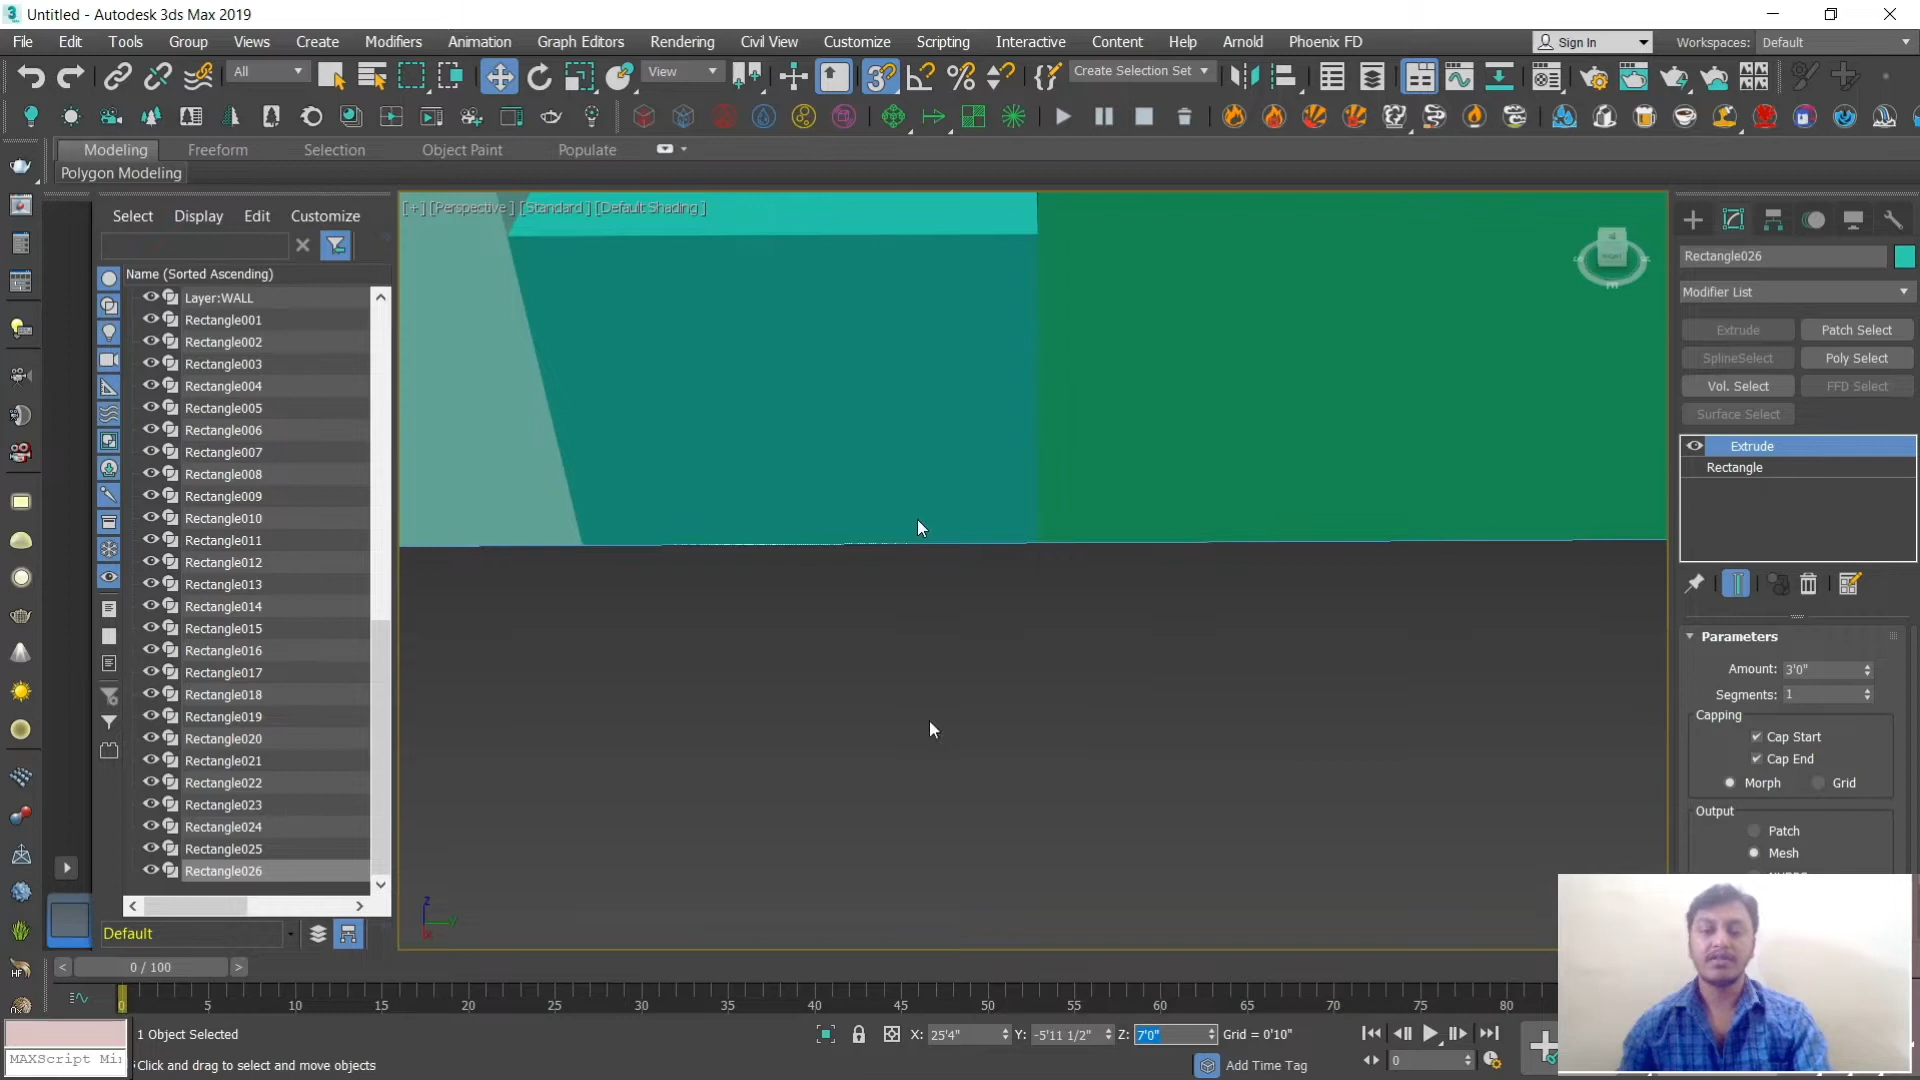 Untitled - Autodesk 3ds Max 2019
File Edit Tools Group Views Create Modifiers Animation Graph Editors Rendering Civil View Customize Scripting Interactive Content Help Arnold Phoenix FD Sign In Workspaces: Default
All View Create Selection Set
Modeling Freeform Selection Object Paint Populate
Polygon Modeling
Select Display Edit Customize
Name (Sorted Ascending)
Layer:WALL
Rectangle001
Rectangle002
Rectangle003
Rectangle004
Rectangle005
Rectangle006
Rectangle007
Rectangle008
Rectangle009
Rectangle010
Rectangle011
Rectangle012
Rectangle013
Rectangle014
Rectangle015
Rectangle016
Rectangle017
Rectangle018
Rectangle019
Rectangle020
Rectangle021
Rectangle022
Rectangle023
Rectangle024
Rectangle025
Rectangle026
Default
[+] [Perspective ] [Standard ] [Default Shading ]
z
Rectangle026
Modifier List
Extrude Patch Select
SplineSelect Poly Select
Vol. Select FFD Select
Surface Select
Extrude
Rectangle
Parameters
Amount: 3'0"
Segments: 1
Capping
Cap Start
Cap End
Morph Grid
Output
Patch
Mesh
< 0 / 100 >
0 5 10 15 20 25 30 35 40 45 50 55 60 65 70 75 80
1 Object Selected X: 25'4" Y: -5'11 1/2" Z: 7'0" Grid = 0'10"
MAXScript Mi
Click and drag to select and move objects Add Time Tag 0